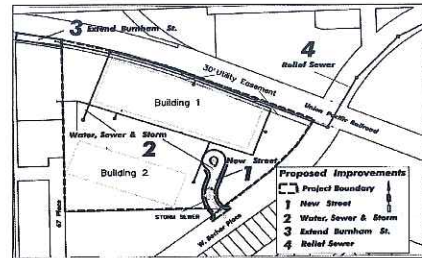 3 Extend Burnham St.
4
Relief Sewer
30' Utility Easement
Building 1
Union Pacific Railroad
Water, Sewer & Storm
2
New Street
1
Building 2
67 Place
STORM SEWER
W. Barbar Place
Proposed Improvements
Project Boundary
1 New Street
2 Water, Sewer & Storm
3 Extend Burnham St.
4 Relief Sewer